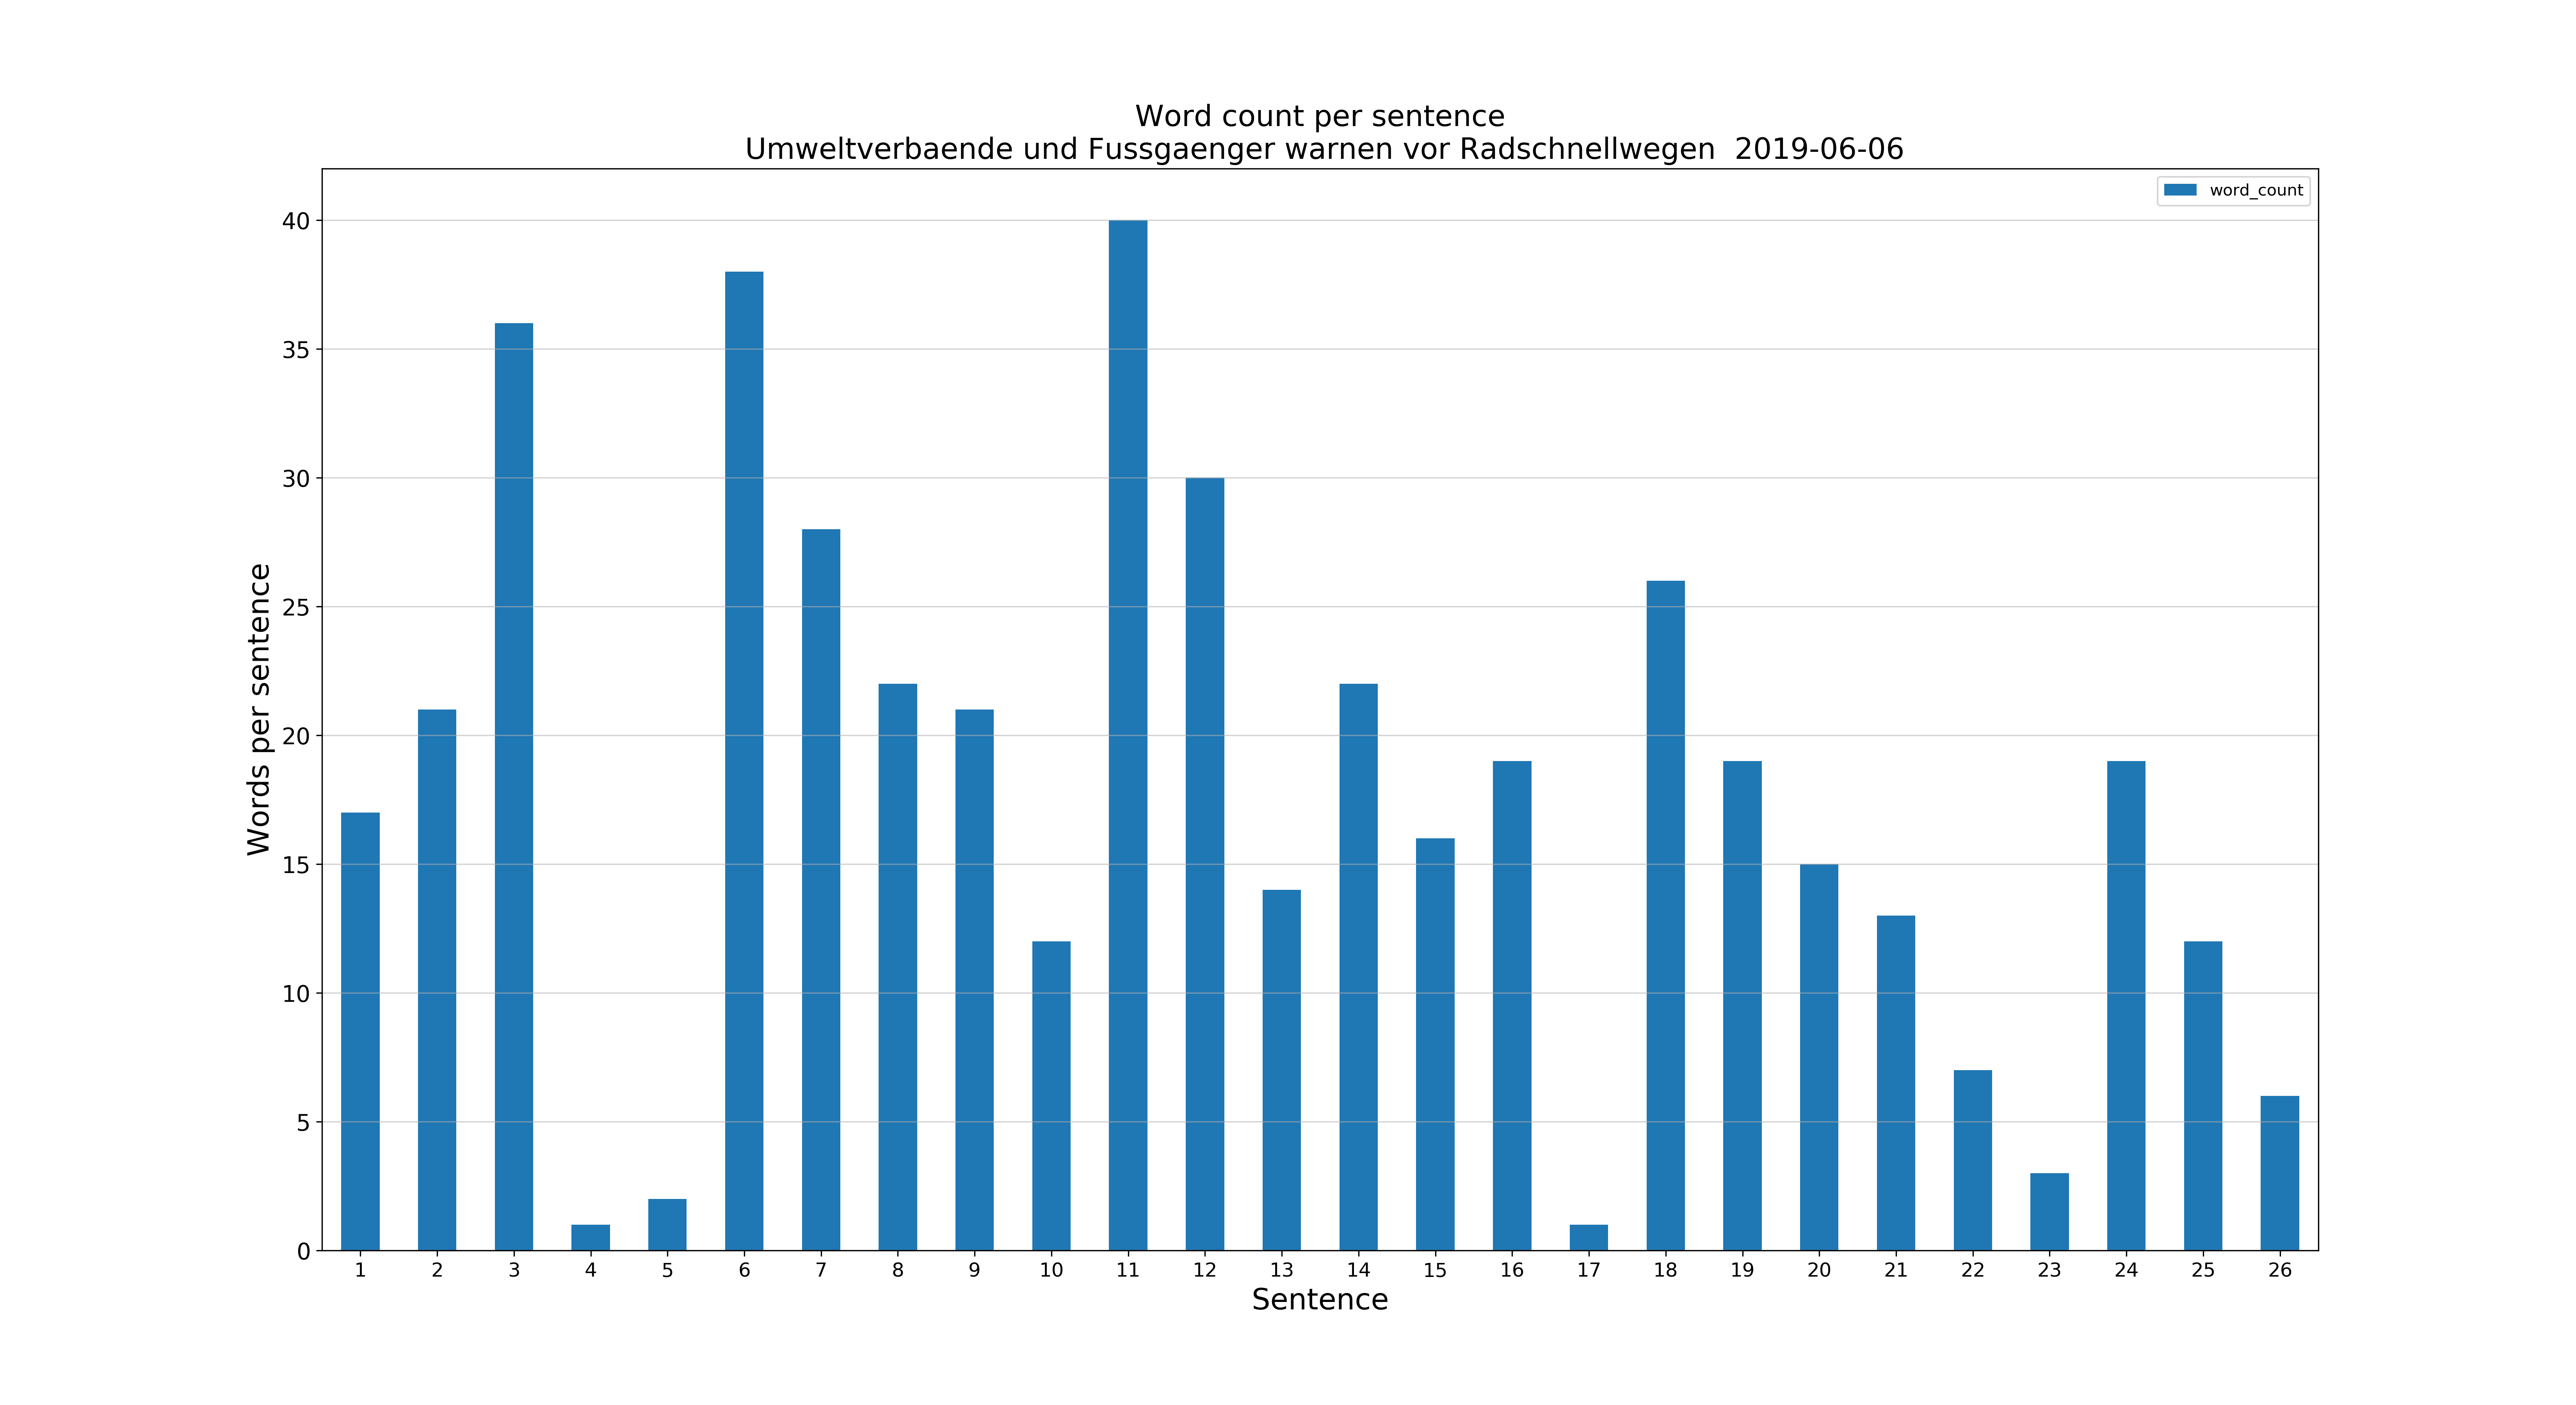 Word count per sentence
Umweltverbaende und Fussgaenger warnen vor Radschnellwegen  2019-06-06
word_count
40
35
30
25
20
15
10
5
0
Words per sentence
1 2 3 4 5 6 7 8 9 10 11 12 13 14 15 16 17 18 19 20 21 22 23 24 25 26
Sentence